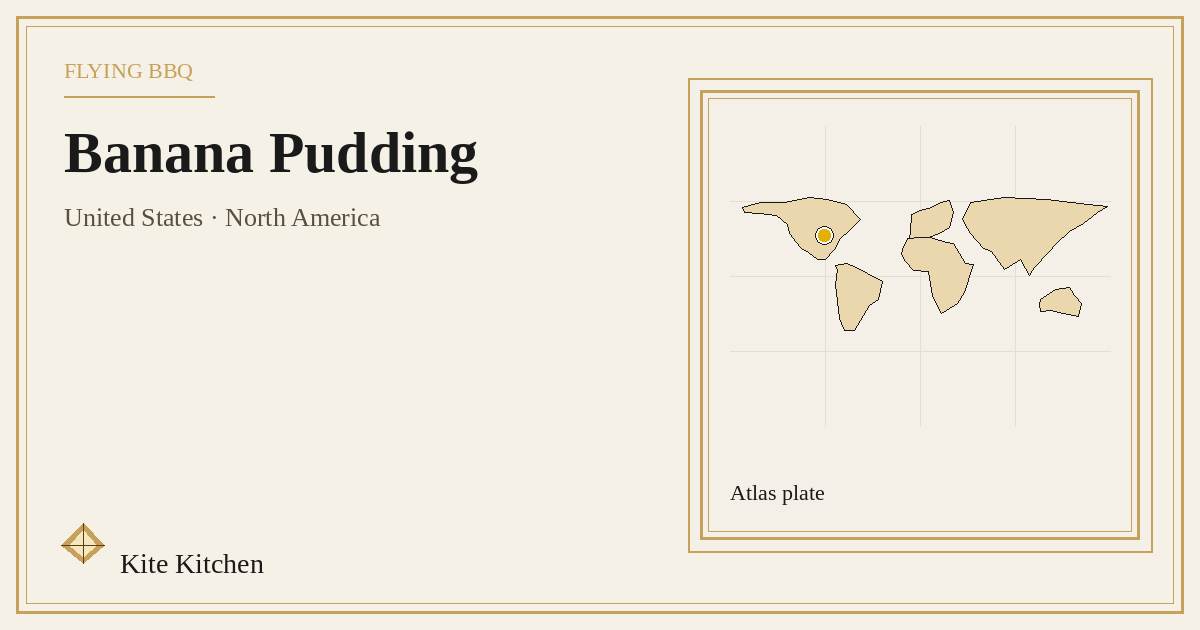 FLYING BBQ
Banana Pudding
United States · North America
Atlas plate
Kite Kitchen